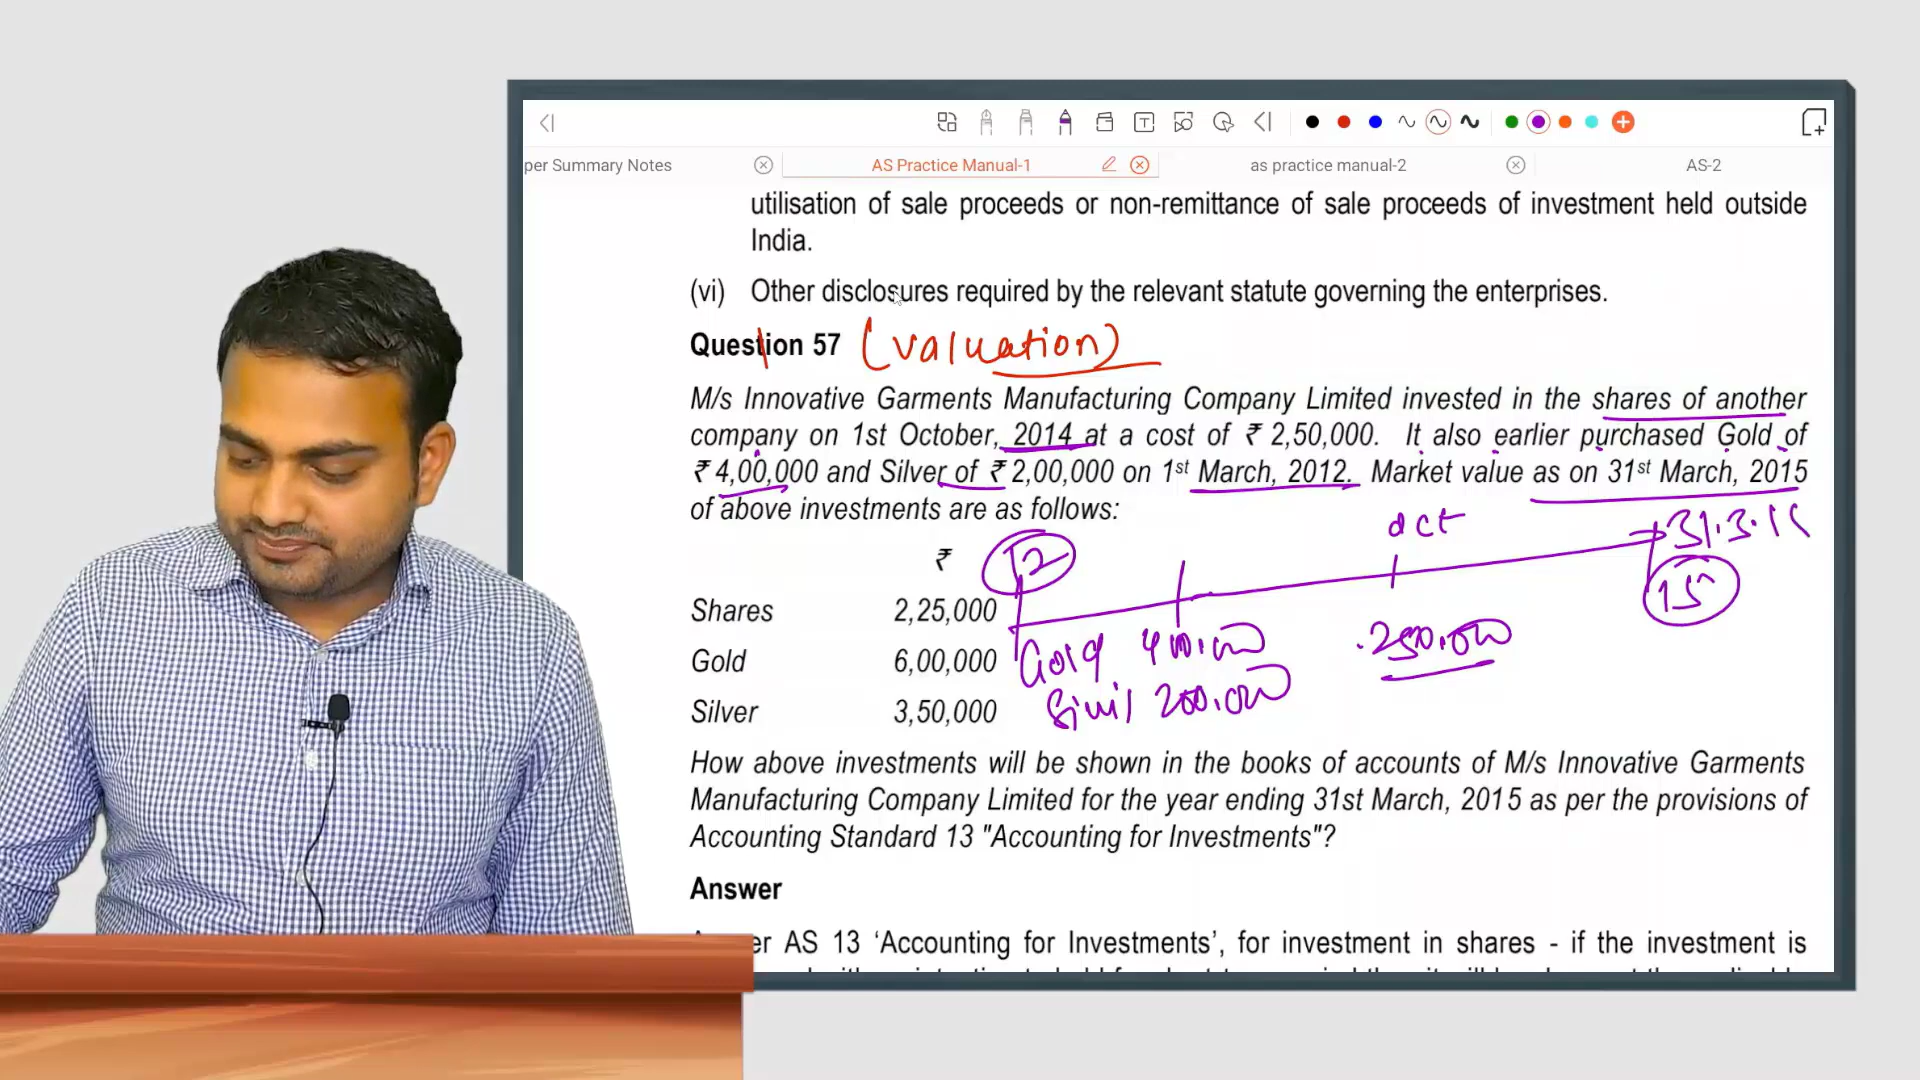 per Summary Notes
AS Practice Manual-1
as practice manual-2
AS-2
utilisation of sale proceeds or non-remittance of sale proceeds of investment held outside
India.
(vi) Other disclosures required by the relevant statute governing the enterprises.
Question 57 (valuation)
M/s Innovative Garments Manufacturing Company Limited invested in the shares of another
company on 1st October, 2014 at a cost of ₹ 2,50,000. It also earlier purchased Gold of
₹ 4,00,000 and Silver of ₹ 2,00,000 on 1st March, 2012. Market value as on 31st March, 2015
of above investments are as follows:
oct
₹
12
Shares 2,25,000
15
Gold 6,00,000
Gold 400.000
.250.000
Silver 3,50,000
200.000
How above investments will be shown in the books of accounts of M/s Innovative Garments
Manufacturing Company Limited for the year ending 31st March, 2015 as per the provisions of
Accounting Standard 13 "Accounting for Investments"?
Answer
AS 13 ‘Accounting for Investments’, for investment in shares - if the investment is